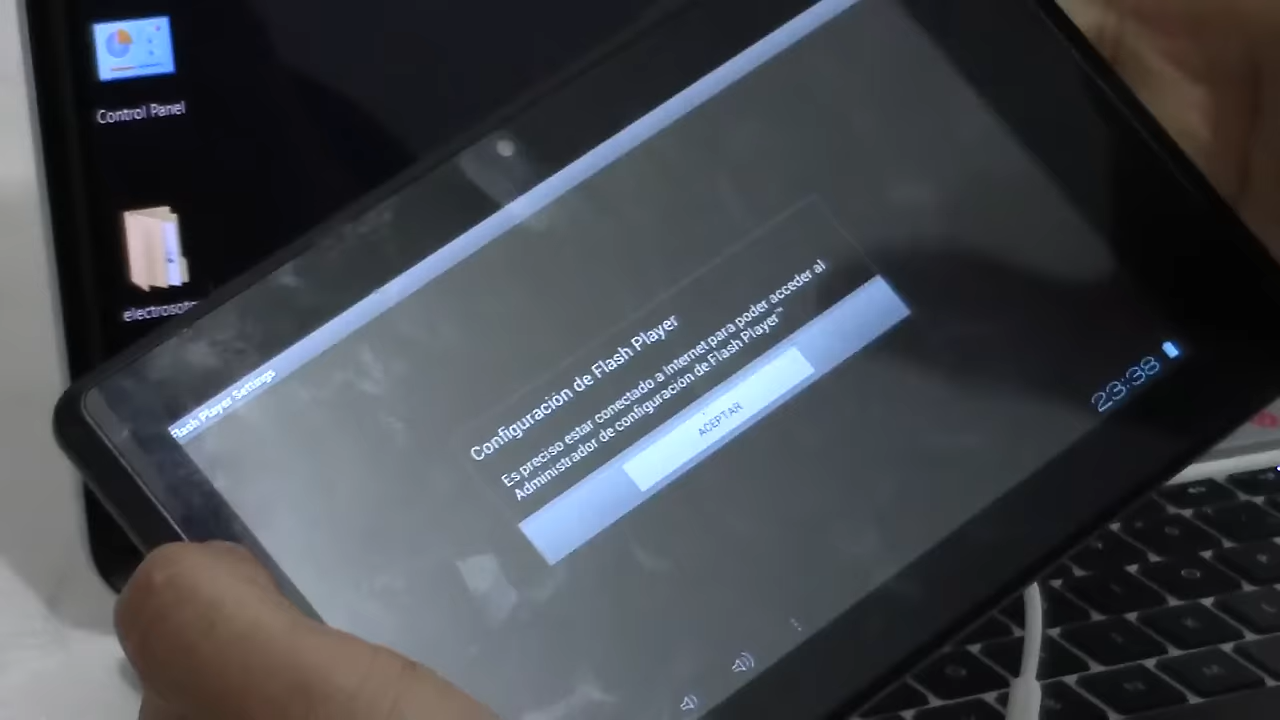 Control Panel
Flash Player Settings
Configuración de Flash Player
Es preciso estar conectado a Internet para poder acceder al
Administrador de configuración de Flash Player™
ACEPTAR
23:38